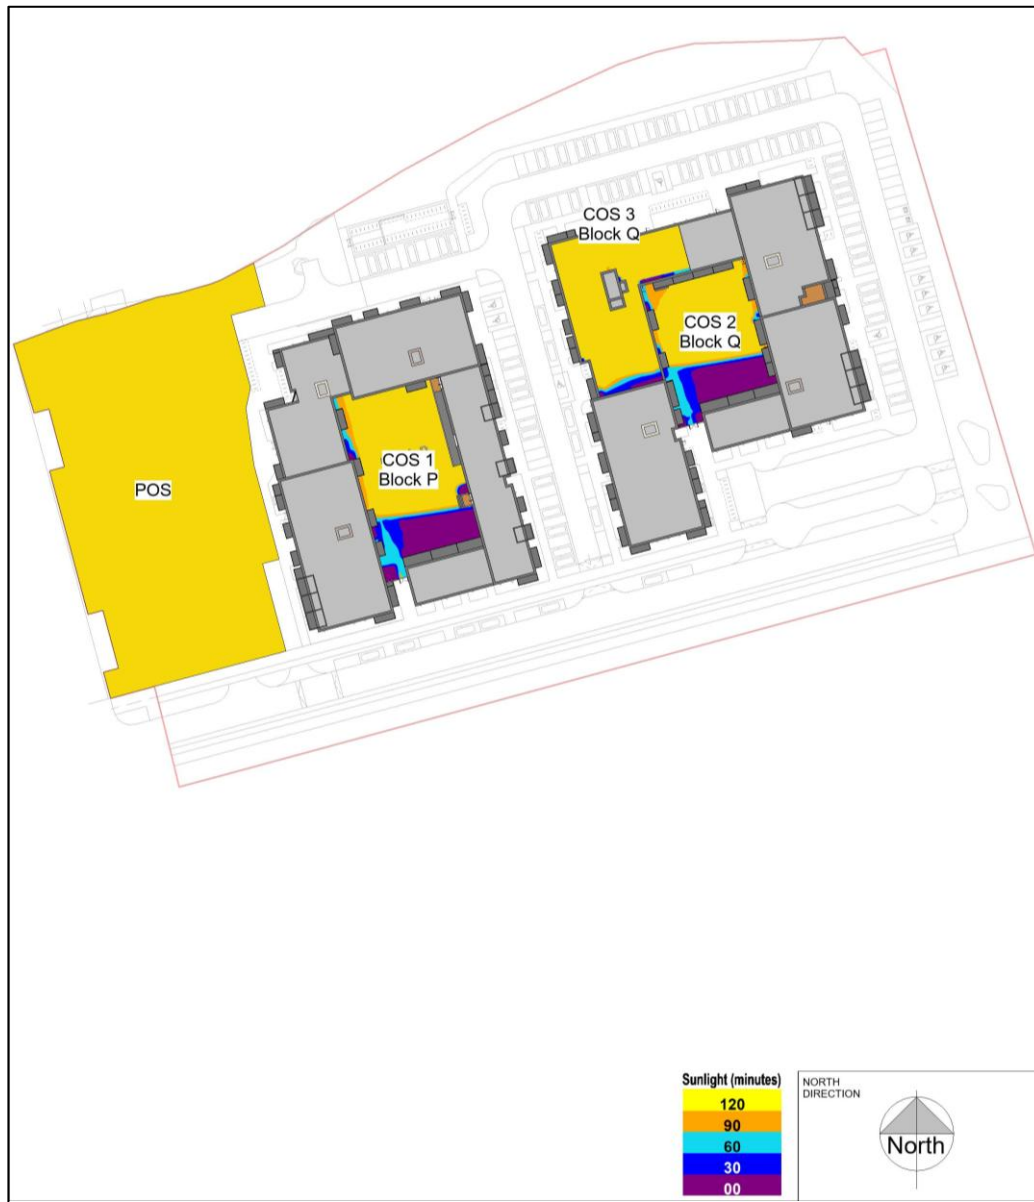 COS 3
Block Q
COS 2
Block Q
COS 1
Block P
POS
Sunlight (minutes)
120
90
60
30
00
NORTH
DIRECTION
North